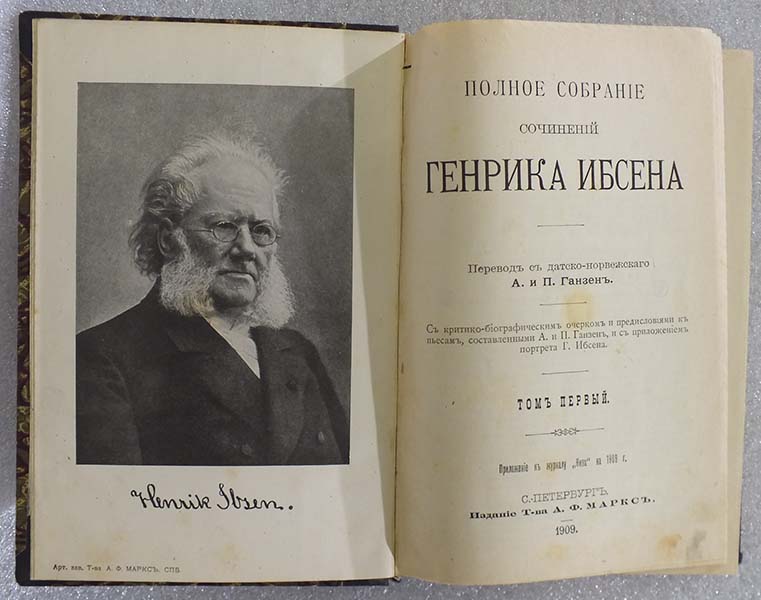 Henrik Ibsen.
Арт. зав. Т-ва А. Ф. МАРКСЪ, СПБ.
ПОЛНОЕ СОБРАНІЕ
СОЧИНЕНІЙ
ГЕНРИКА ИБСЕНА
Переводъ съ датско-норвежскаго
А. и П. Ганзенъ.
Съ критико-біографическимъ очеркомъ и предисловіями къ
пьесамъ, составленными А. и П. Ганзенъ, и съ приложеніемъ
портрета Г. Ибсена.
ТОМЪ ПЕРВЫЙ.
Приложеніе къ журналу „Нива" на 1909 г.
С.-ПЕТЕРБУРГЪ.
Изданіе Т-ва А. Ф. МАРКСЪ.
1909.